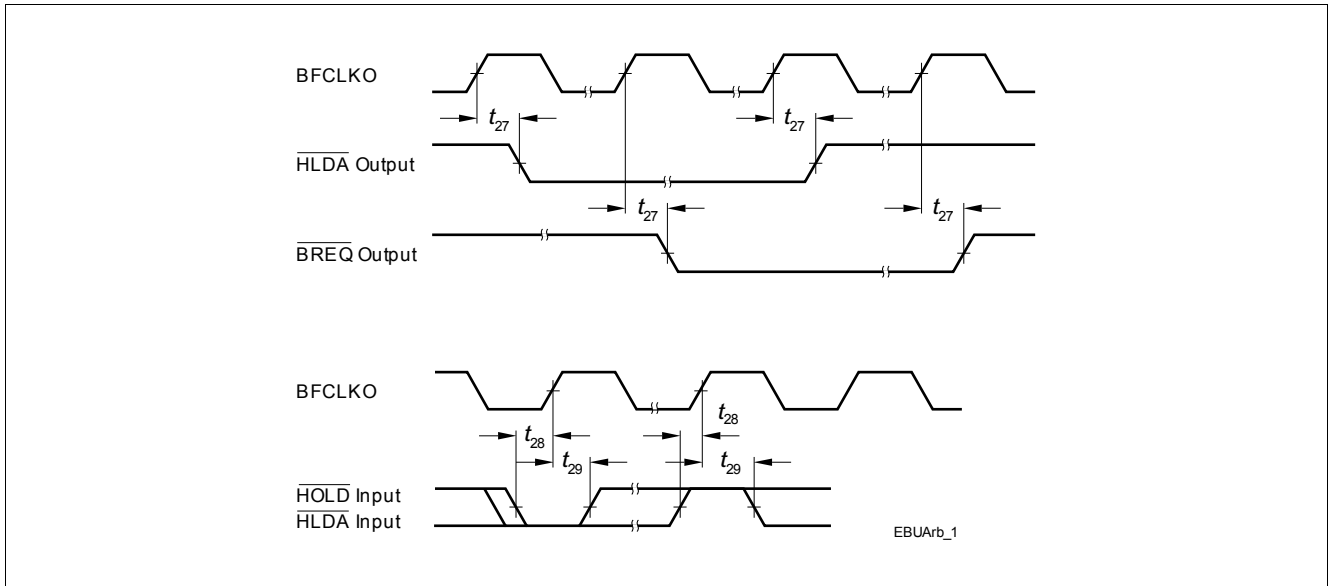 BFCLKO
t27 t27
HLDA Output
t27 t27
BREQ Output
BFCLKO
t28
t28
t29 t29
HOLD Input
HLDA Input
EBUArb_1